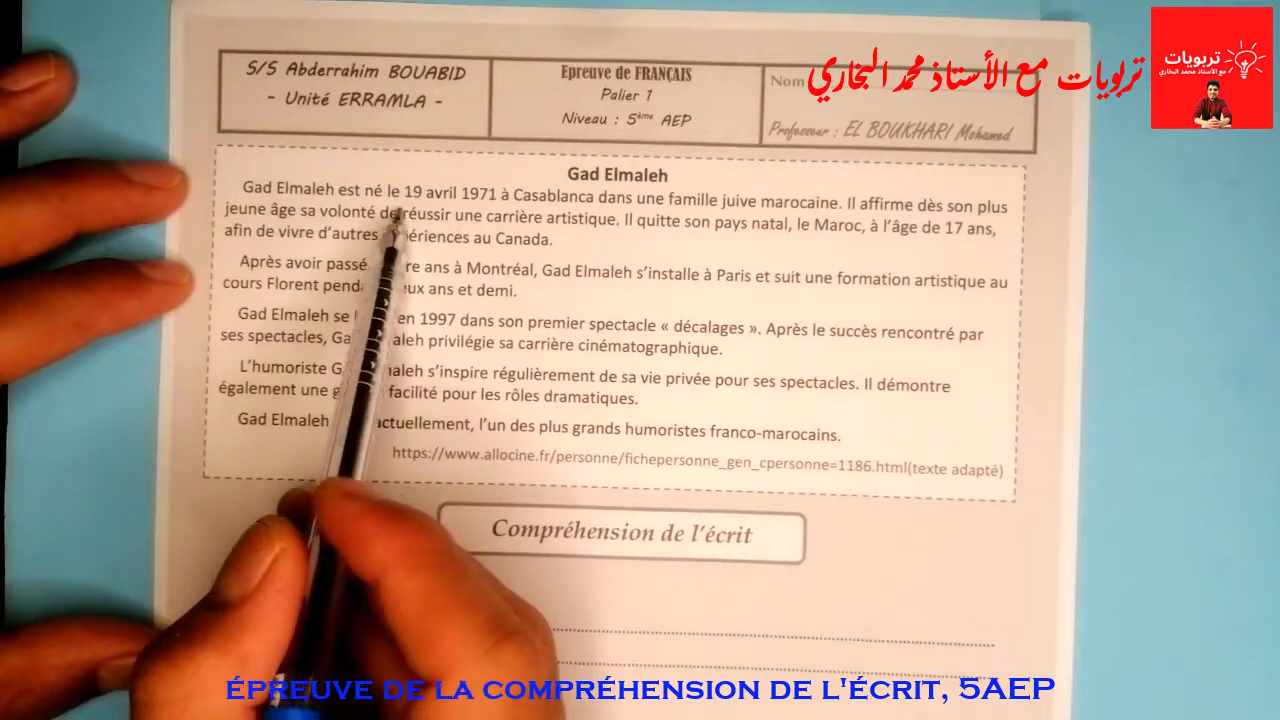 S/S Abderrahim BOUABID
- Unité ERRAMLA -
Epreuve de FRANÇAIS
Palier 1
Niveau : 5ème AEP
Nom
Professeur : EL BOUKHARI Mohamed
تربويات مع الأستاذ محمد البخاري
تربويات
مع الأستاذ محمد البخاري
Gad Elmaleh
Gad Elmaleh est né le 19 avril 1971 à Casablanca dans une famille juive marocaine. Il affirme dès son plus
jeune âge sa volonté de réussir une carrière artistique. Il quitte son pays natal, le Maroc, à l'âge de 17 ans,
afin de vivre d'autres ériences au Canada.
Après avoir passé re ans à Montréal, Gad Elmaleh s'installe à Paris et suit une formation artistique au
cours Florent eux ans et demi.
Gad Elmaleh se en 1997 dans son premier spectacle « décalages ». Après le succès rencontré par
ses spectacles, aleh privilégie sa carrière cinématographique.
L'humoriste maleh s'inspire régulièrement de sa vie privée pour ses spectacles. Il démontre
également une facilité pour les rôles dramatiques.
Gad Elmaleh actuellement, l'un des plus grands humoristes franco-marocains.
https://www.allocine.fr/personne/fichepersonne_gen_cpersonne=1186.html(texte adapté)
Compréhension de l'écrit
ÉPREUVE DE LA COMPRÉHENSION DE L'ÉCRIT, 5AEP